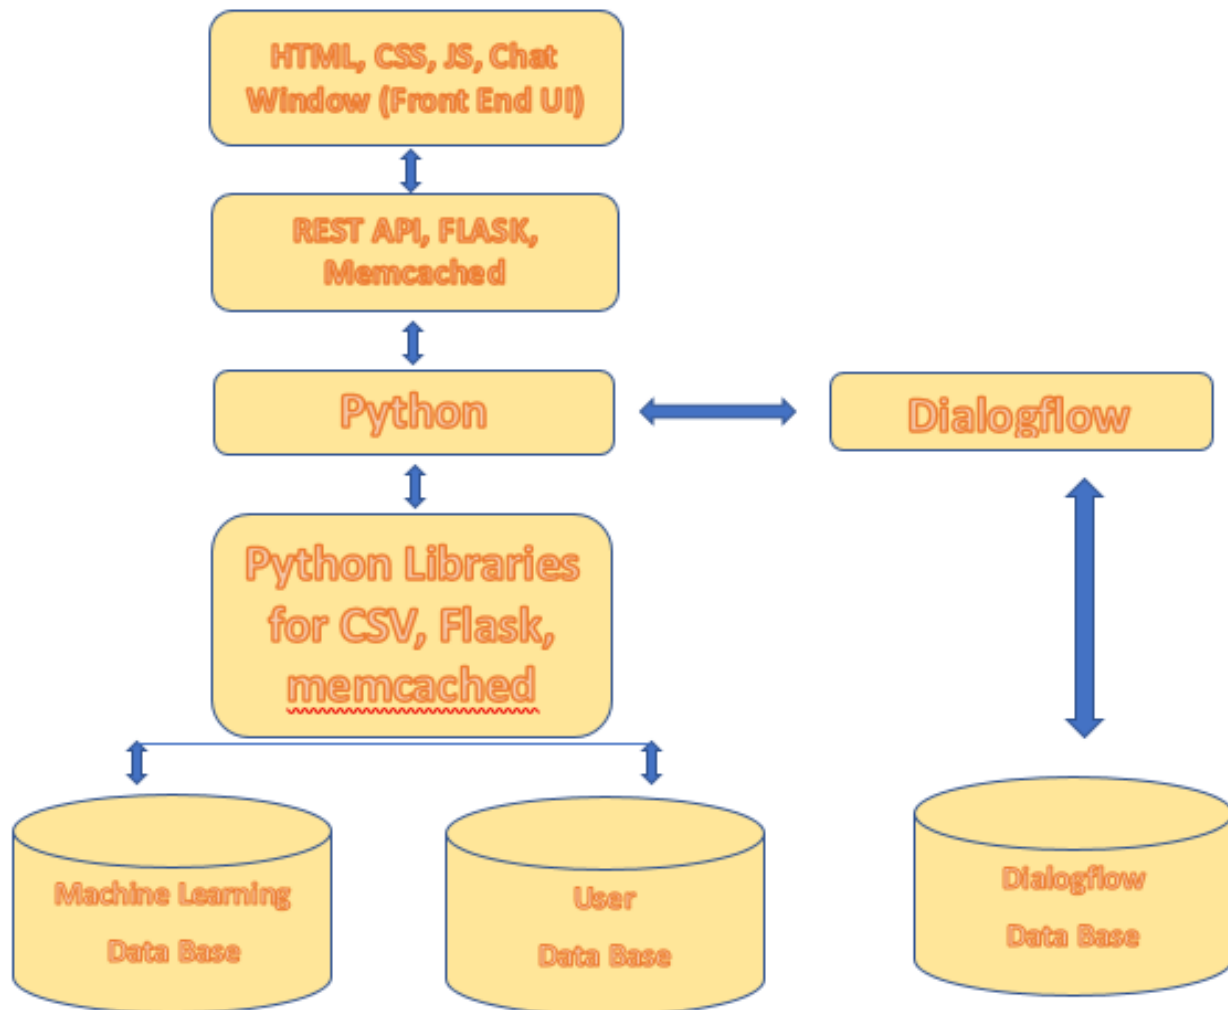 HTML, CSS, JS, Chat
Window (Front End UI)
REST API, FLASK,
Memcached
Python
Dialogflow
Python Libraries
for CSV, Flask,
memcached
Machine Learning
Data Base
User
Data Base
Dialogflow
Data Base